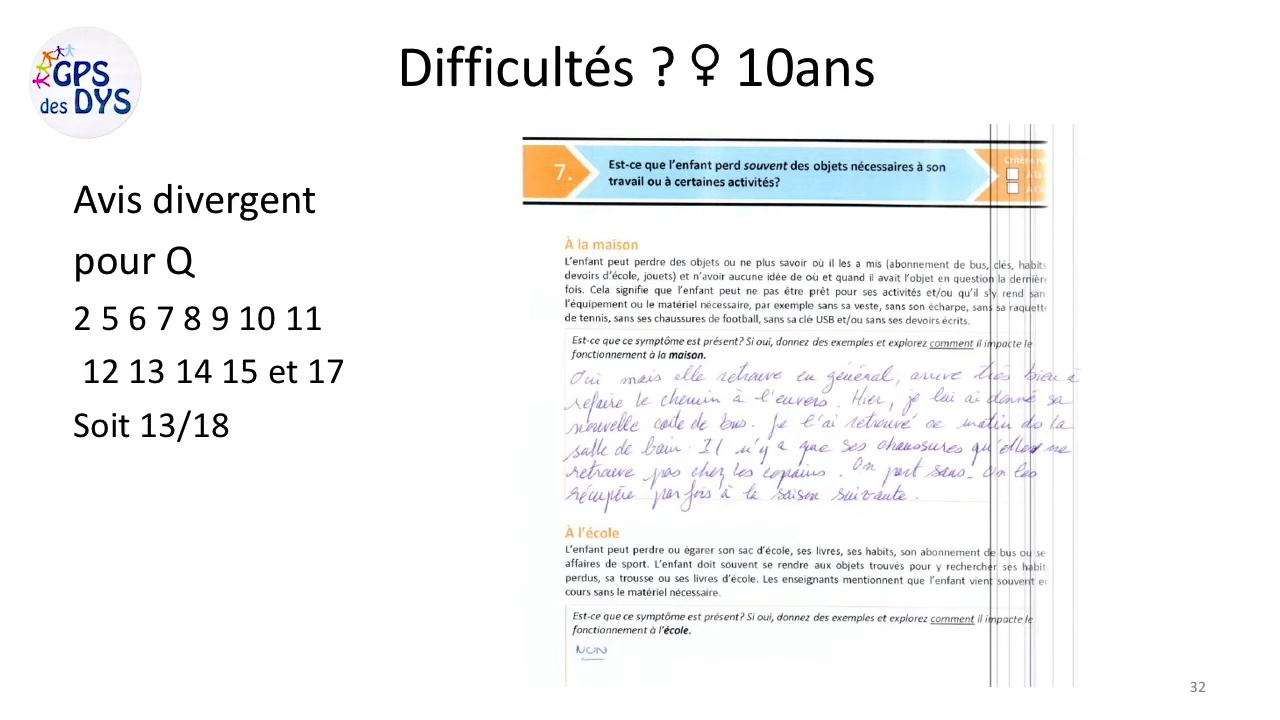 GPS
des DYS
Difficultés ? ♀ 10ans
Avis divergent
pour Q
2 5 6 7 8 9 10 11
12 13 14 15 et 17
Soit 13/18
7.
Est-ce que l'enfant perd souvent des objets nécessaires à son
travail ou à certaines activités?
À la maison
L'enfant peut perdre des objets ou ne plus savoir où il les a mis (abonnement de bus, clés, habits
devoirs d'école, jouets) et n'avoir aucune idée de où et quand il avait l'objet en question la dernière
fois. Cela signifie que l'enfant peut ne pas être prêt pour ses activités et/ou qu'il s'y rend san
l'équipement ou le matériel nécessaire, par exemple sans sa veste, sans son écharpe, sans sa raquette
de tennis, sans ses chaussures de football, sans sa clé USB et/ou sans ses devoirs écrits.
Est-ce que ce symptôme est présent? Si oui, donnez des exemples et explorez comment il impacte le
fonctionnement à la maison.
Oui mais elle retrouve en général, arrive très bien à
refaire le chemin à l'envers. Hier, je lui ai donné sa
nouvelle carte de bus. Je l'ai retrouvé ce matin ds la
salle de bain. Il n'y a que ses chaussures qu'elle ne
retrouve pas chez les copains. On part sans. On les
récupère parfois à la saison suivante.
À l'école
L'enfant peut perdre ou égarer son sac d'école, ses livres, ses habits, son abonnement de bus ou se
affaires de sport. L'enfant doit souvent se rendre aux objets trouvés pour y rechercher ses habit
perdus, sa trousse ou ses livres d'école. Les enseignants mentionnent que l'enfant vient souvent e
cours sans le matériel nécessaire.
Est-ce que ce symptôme est présent? Si oui, donnez des exemples et explorez comment il impacte le
fonctionnement à l'école.
NON
32